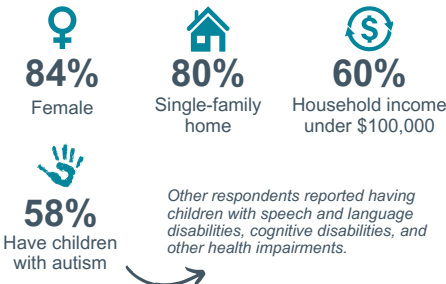 84%
Female
80%
Single-family
home
$
60%
Household income
under $100,000
58%
Have children
with autism
Other respondents reported having
children with speech and language
disabilities, cognitive disabilities, and
other health impairments.